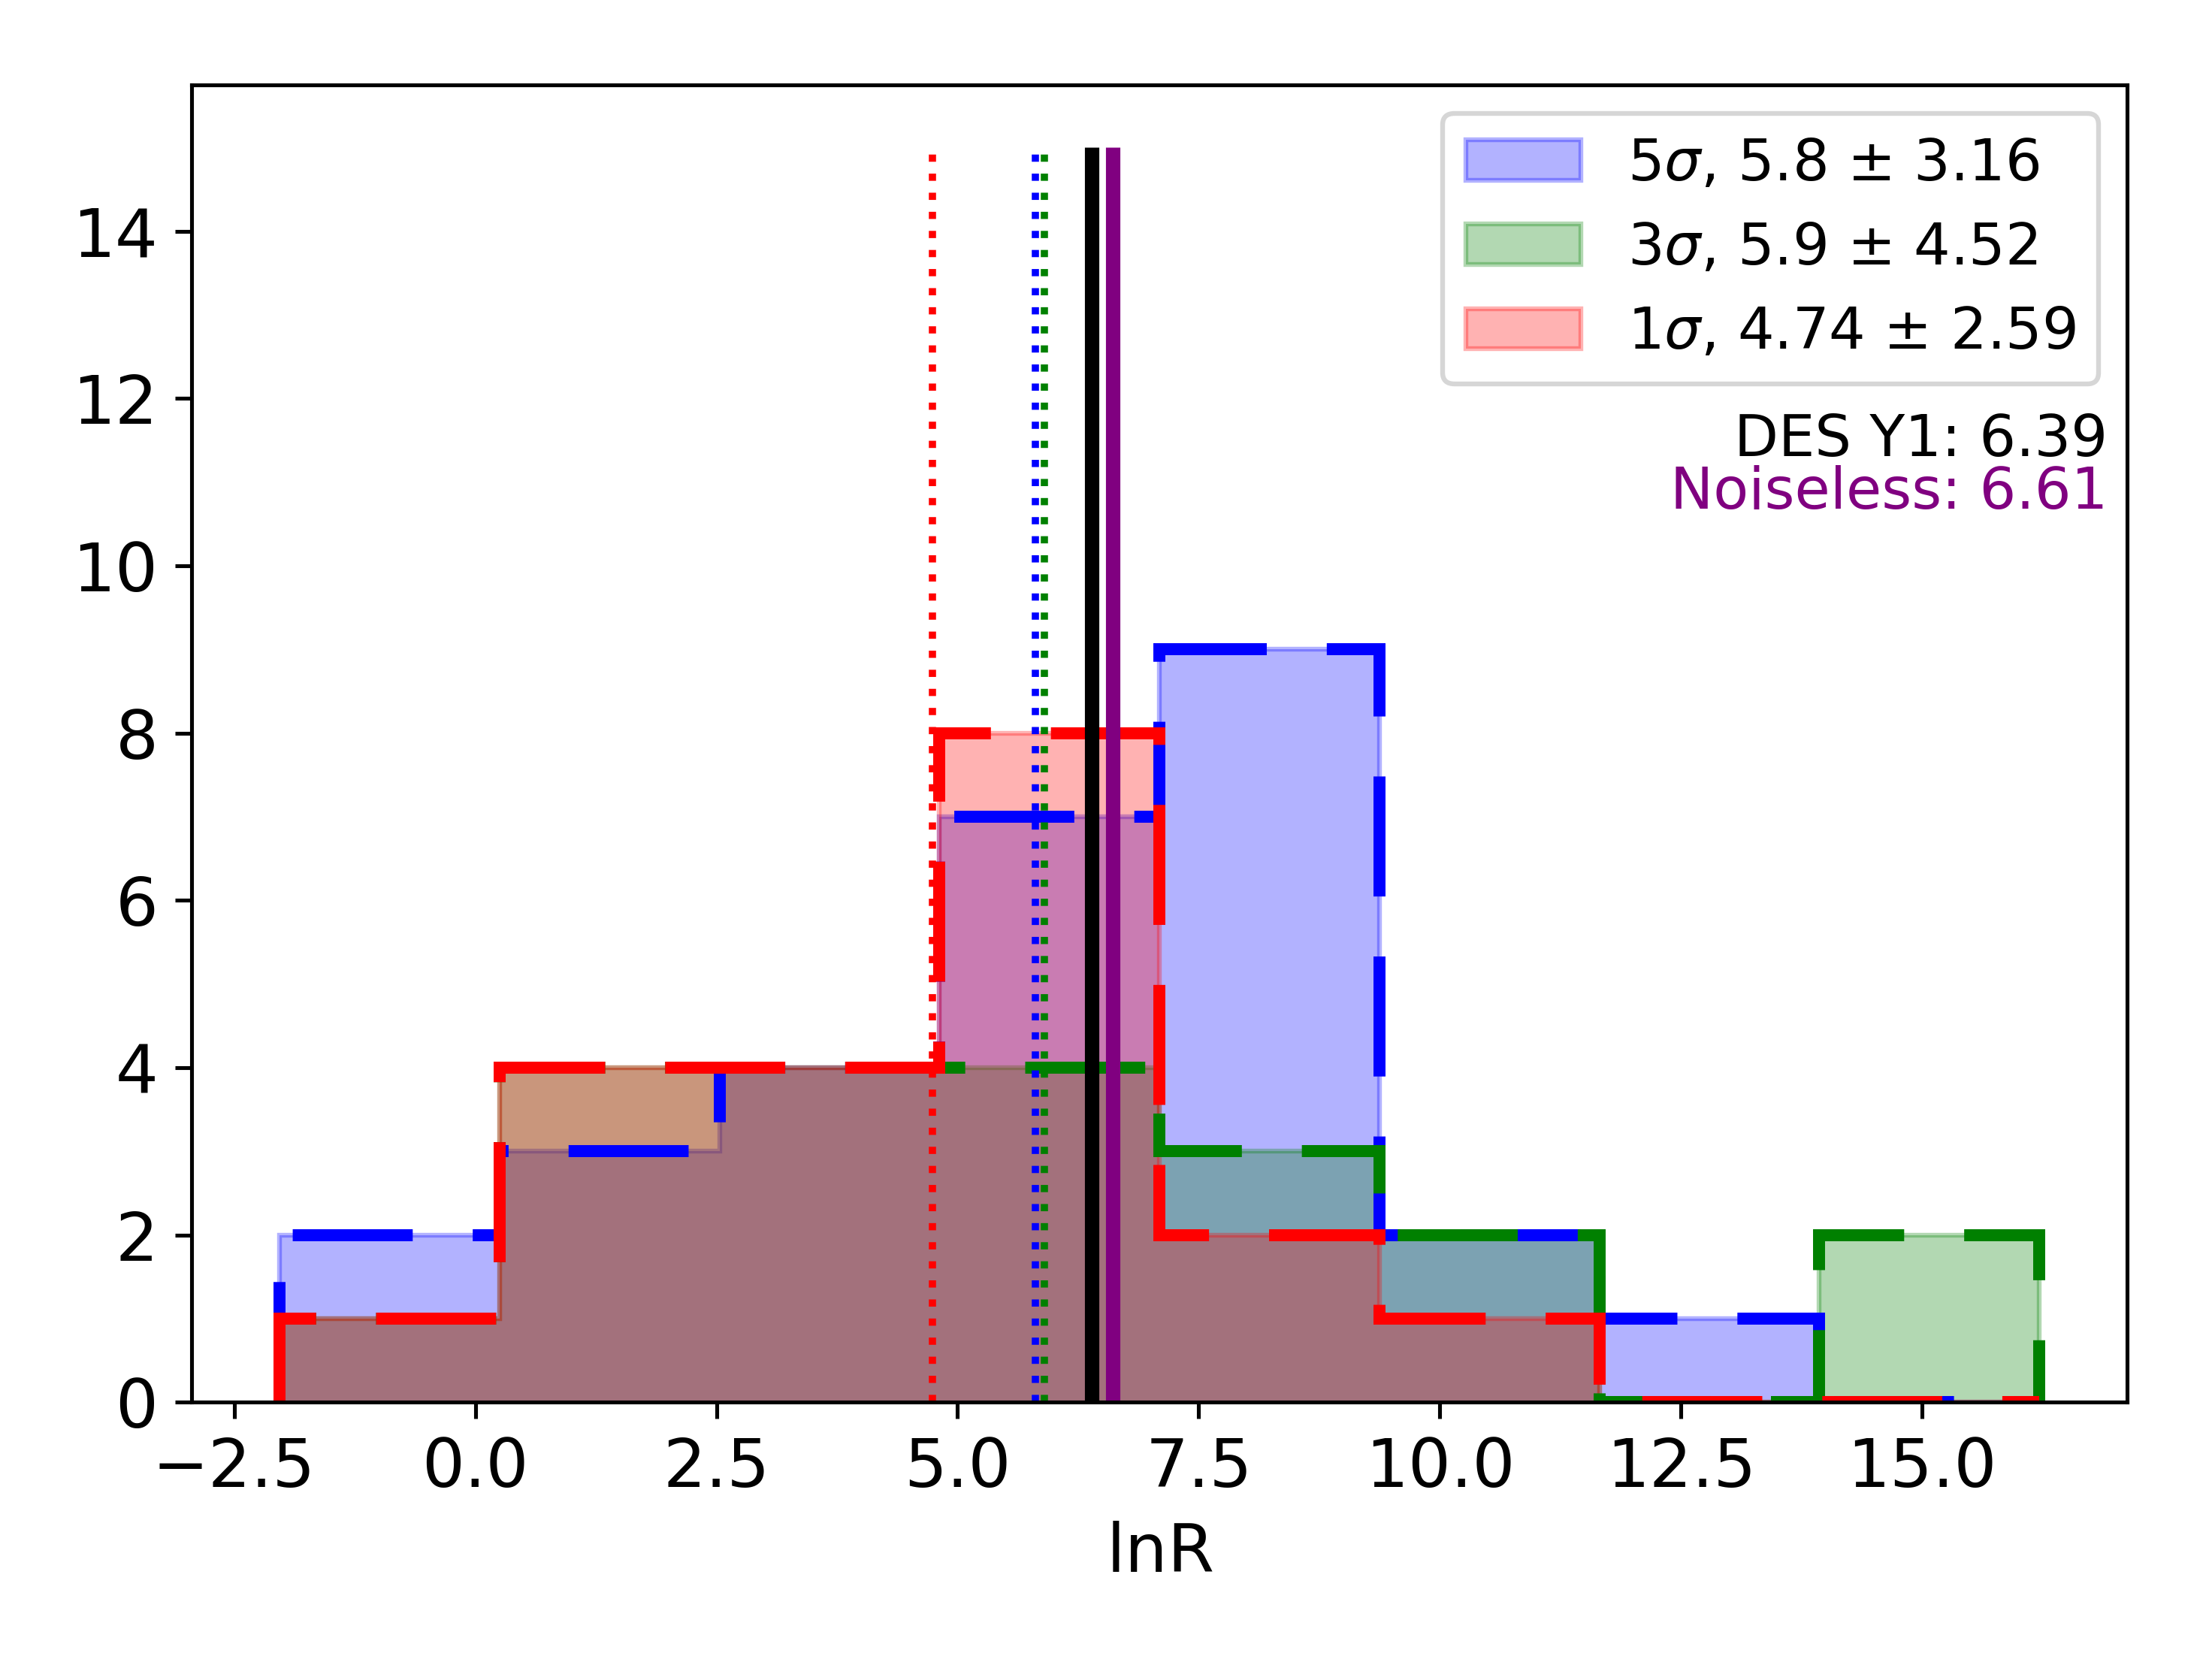 5σ, 5.8 ± 3.16
3σ, 5.9 ± 4.52
1σ, 4.74 ± 2.59
DES Y1: 6.39
Noiseless: 6.61
14
12
10
8
6
4
2
0
−2.5 0.0 2.5 5.0 7.5 10.0 12.5 15.0
lnR